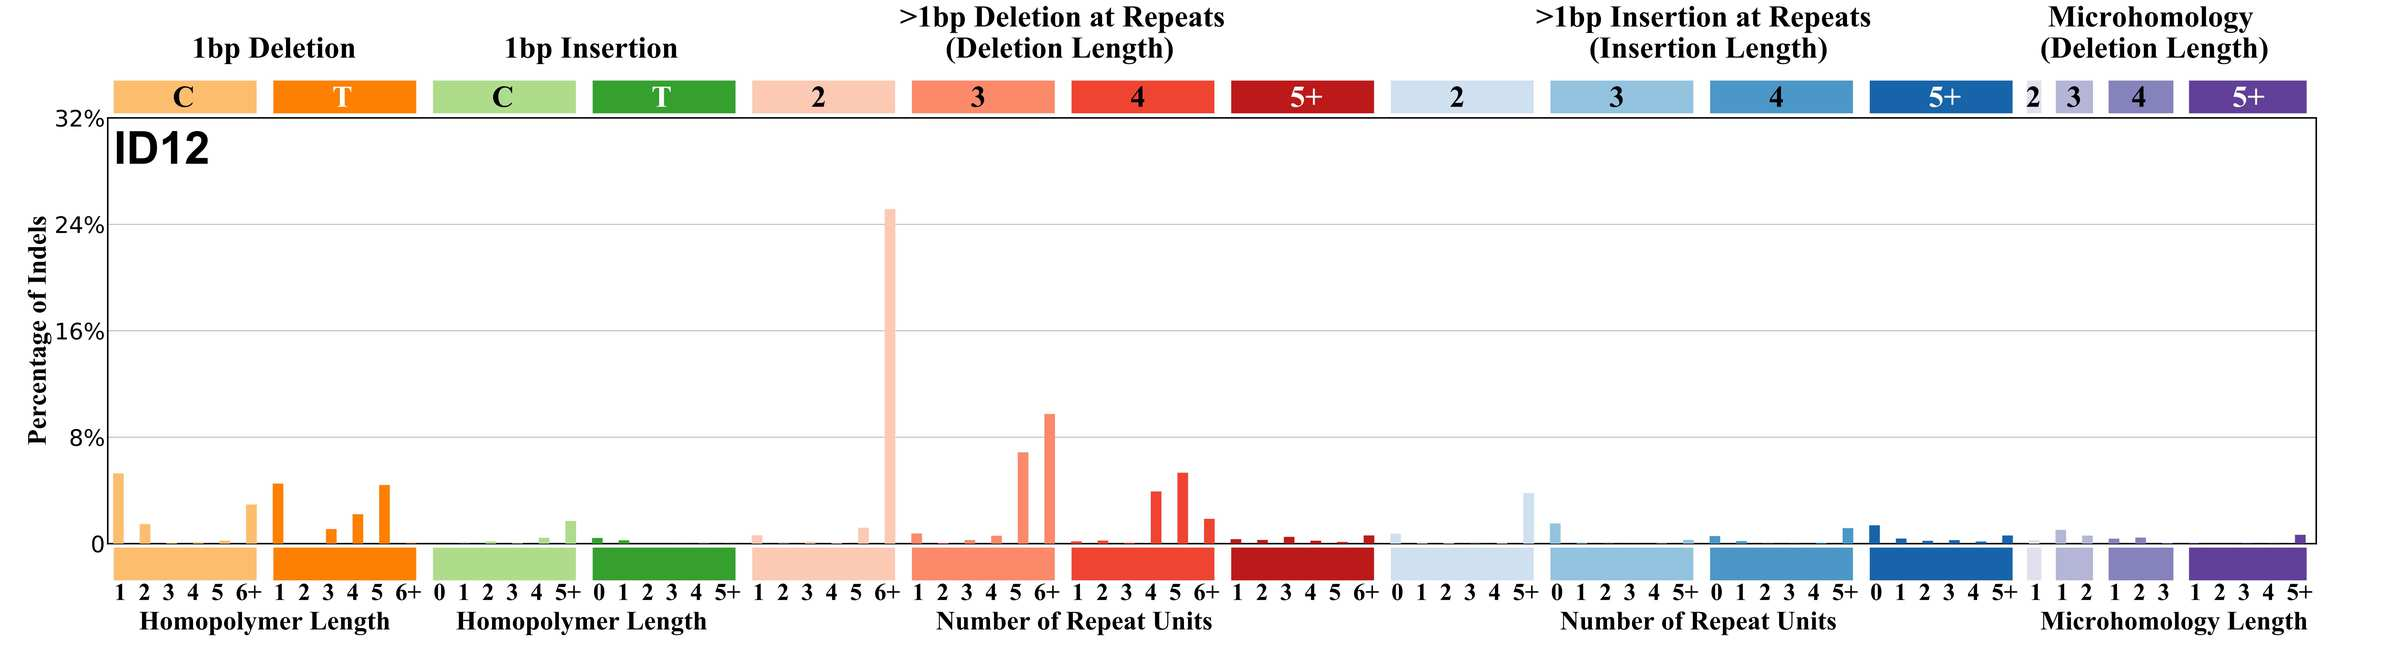 >1bp Deletion at Repeats >1bp Insertion at Repeats Microhomology
1bp Deletion 1bp Insertion (Deletion Length) (Insertion Length) (Deletion Length)
C T C T 2 3 4 5+ 2 3 4 5+ 2 3 4 5+
32%
ID12
24%
16%
8%
0
Percentage of Indels
1 2 3 4 5 6+ 1 2 3 4 5 6+ 0 1 2 3 4 5+ 0 1 2 3 4 5+ 1 2 3 4 5 6+ 1 2 3 4 5 6+ 1 2 3 4 5 6+ 1 2 3 4 5 6+ 0 1 2 3 4 5+ 0 1 2 3 4 5+ 0 1 2 3 4 5+ 0 1 2 3 4 5+ 1 1 2 1 2 3 1 2 3 4 5+
Homopolymer Length Homopolymer Length Number of Repeat Units Number of Repeat Units Microhomology Length